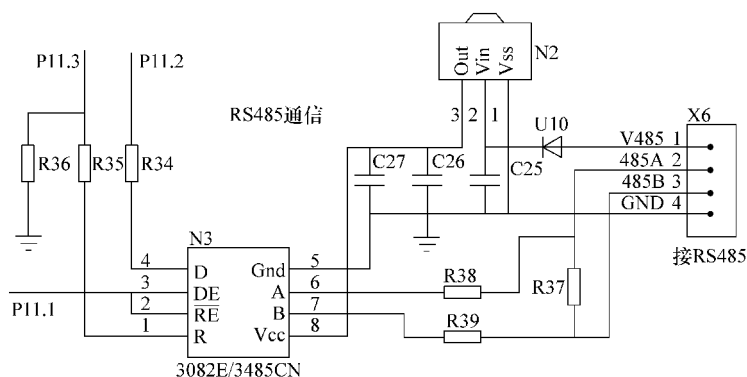 P11.3
P11.2
Out
Vin
Vss
N2
3 2 1
RS485通信
U10
X6
V485 1
485A 2
485B 3
GND 4
R36
R35
R34
C27
C26
C25
接RS485
N3
4 D
3 DE
2 RE
1 R
Gnd 5
A 6
B 7
Vcc 8
P11.1
R38
R37
R39
3082E/3485CN